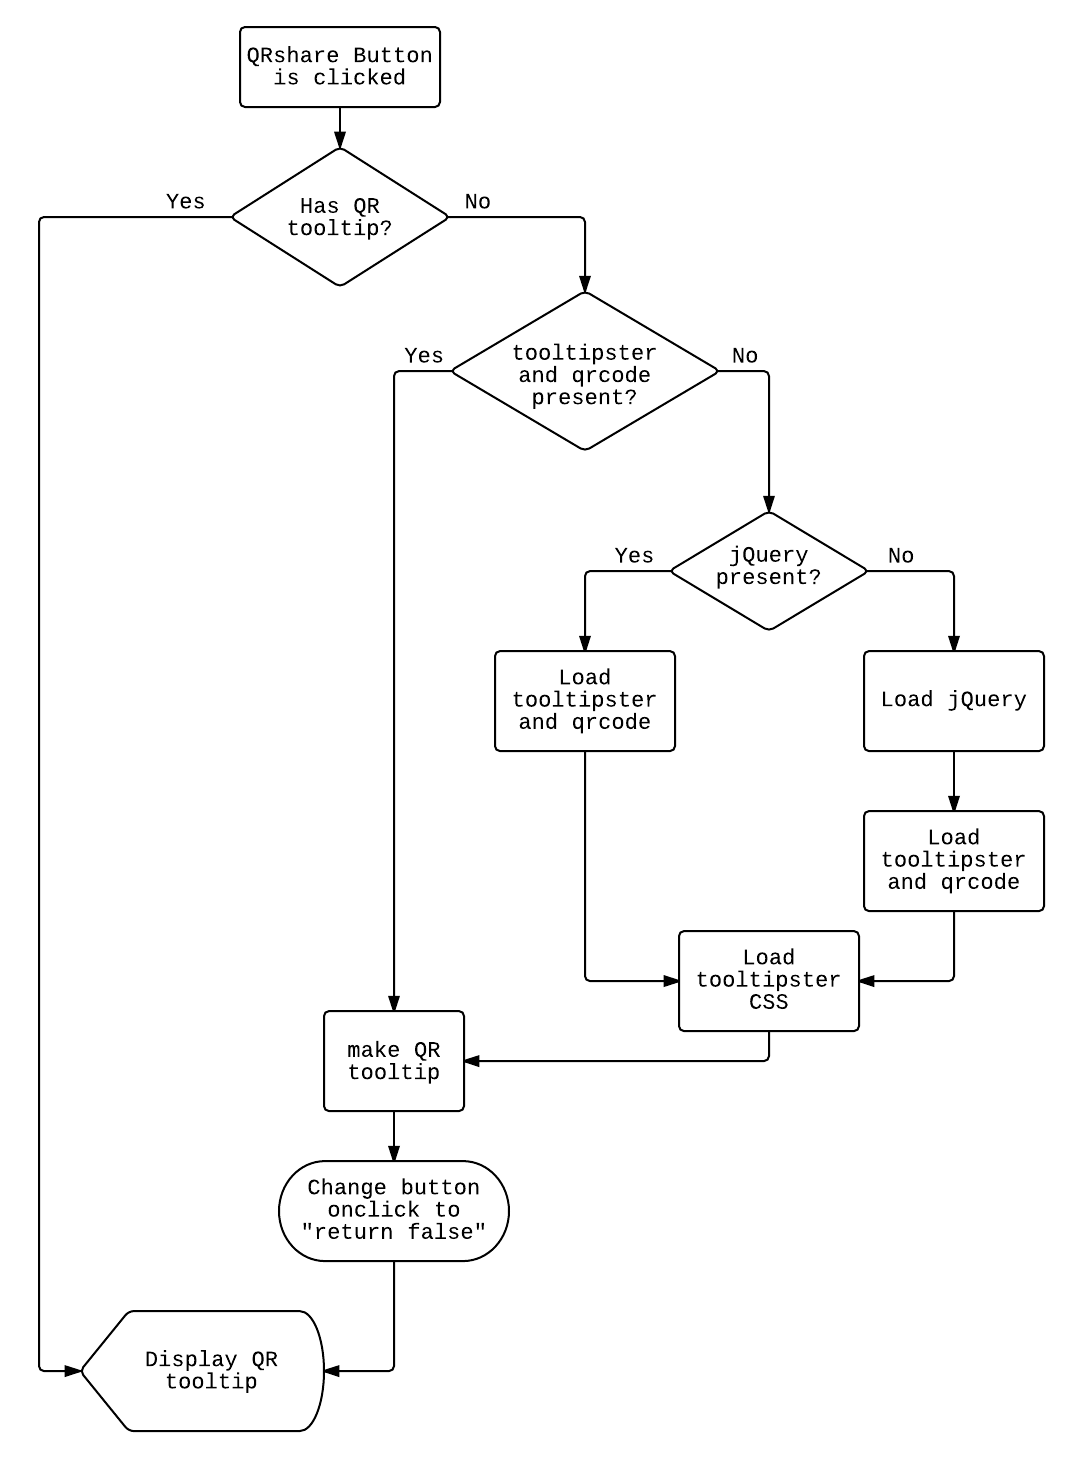 QRshare Button
is clicked
Yes
Has QR
tooltip?
No
Yes
tooltipster
and qrcode
present?
No
Yes
jQuery
present?
No
Load
tooltipster
and qrcode
Load jQuery
Load
tooltipster
and qrcode
Load
tooltipster
CSS
make QR
tooltip
Change button
onclick to
"return false"
Display QR
tooltip